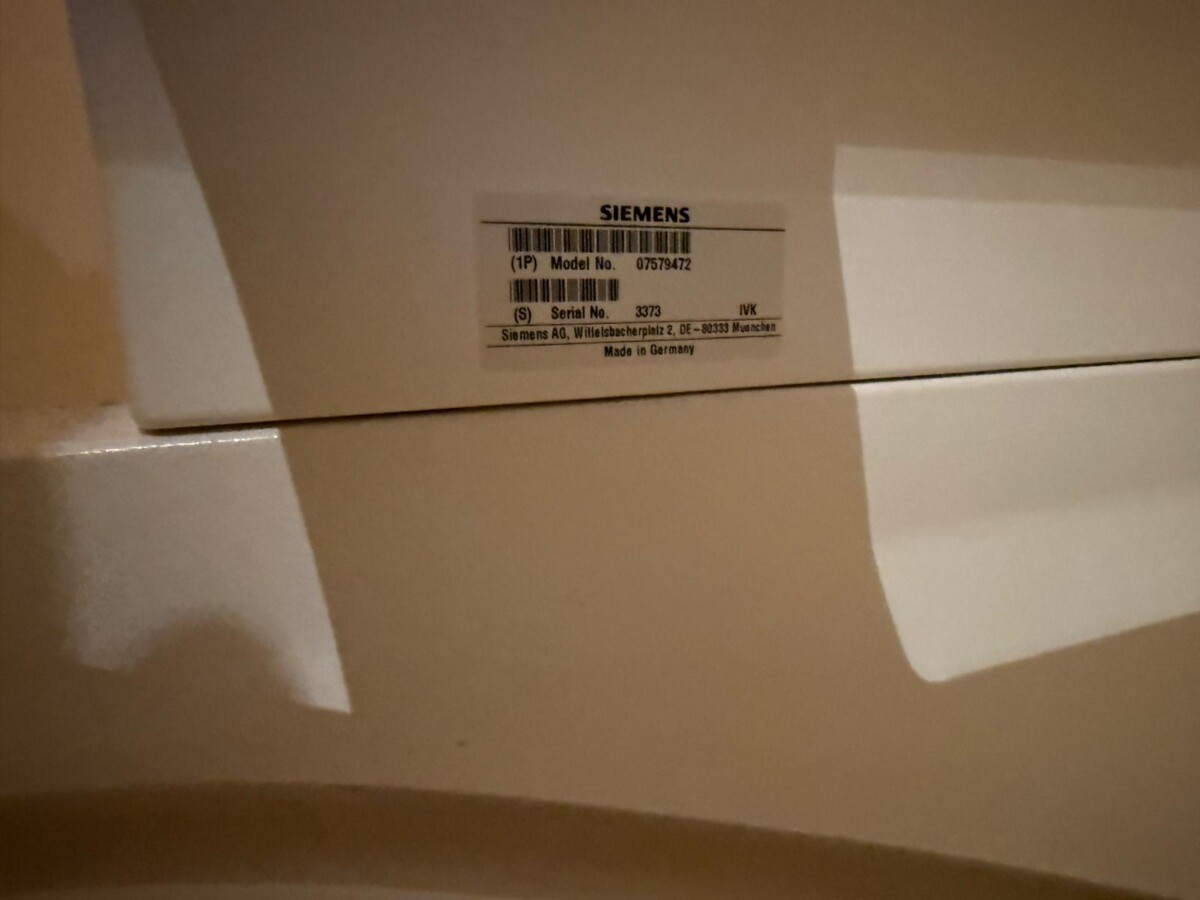 SIEMENS
(1P) Model No. 07579472
(S) Serial No. 3373 IVK
Siemens AG, Wittelsbacherplatz 2, DE-80333 Muenchen
Made in Germany